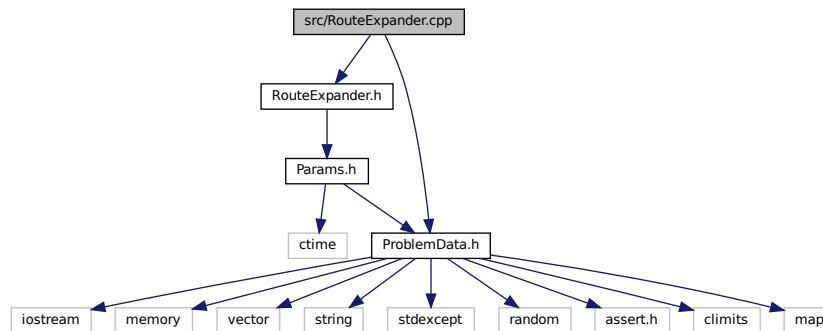 src/RouteExpander.cpp
RouteExpander.h
Params.h
ctime
ProblemData.h
iostream
memory
vector
string
stdexcept
random
assert.h
climits
map